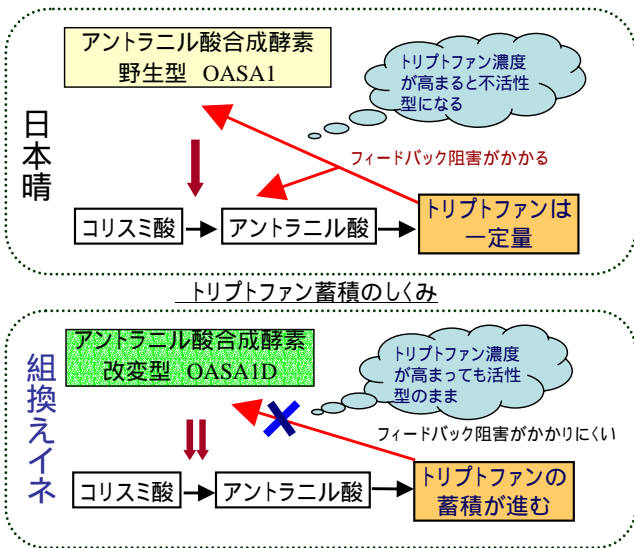 アントラニル酸合成酵素
野生型 OASA1
トリプトファン濃度
が高まると不活性
型になる
日本晴
フィードバック阻害がかかる
コリスミ酸
アントラニル酸
トリプトファンは
一定量
トリプトファン蓄積のしくみ
アントラニル酸合成酵素
改変型 OASA1D
トリプトファン濃度
が高まっても活性
型のまま
組換えイネ
フィードバック阻害がかかりにくい
コリスミ酸
アントラニル酸
トリプトファンの
蓄積が進む